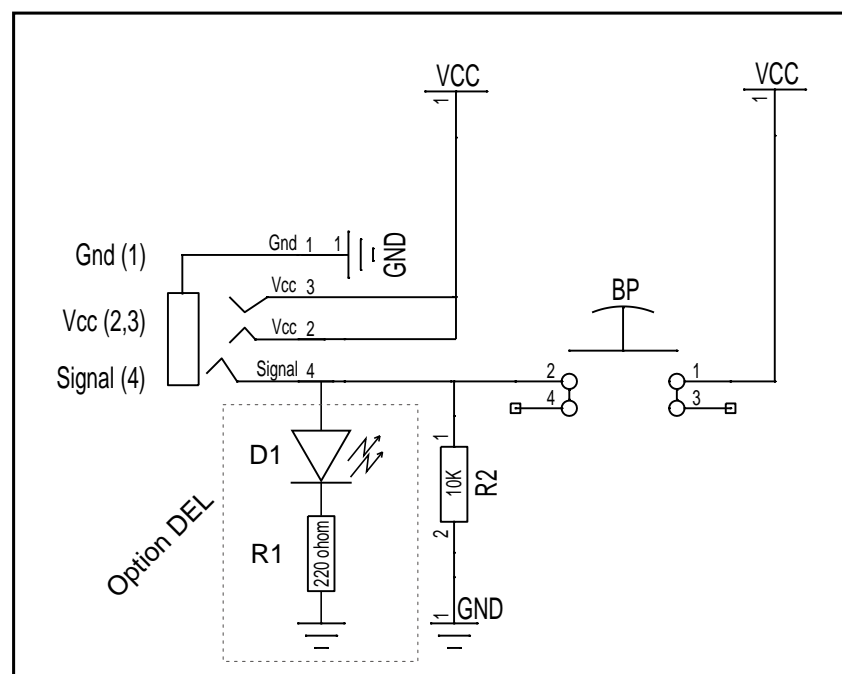 VCC
1
VCC
1
Gnd (1)
Gnd 1
1
GND
Vcc 3
Vcc (2,3)
Vcc 2
BP
Signal (4)
Signal 4
2
1
4
3
D1
1
10K
R2
2
Option DEL
R1
220 ohom
1
GND